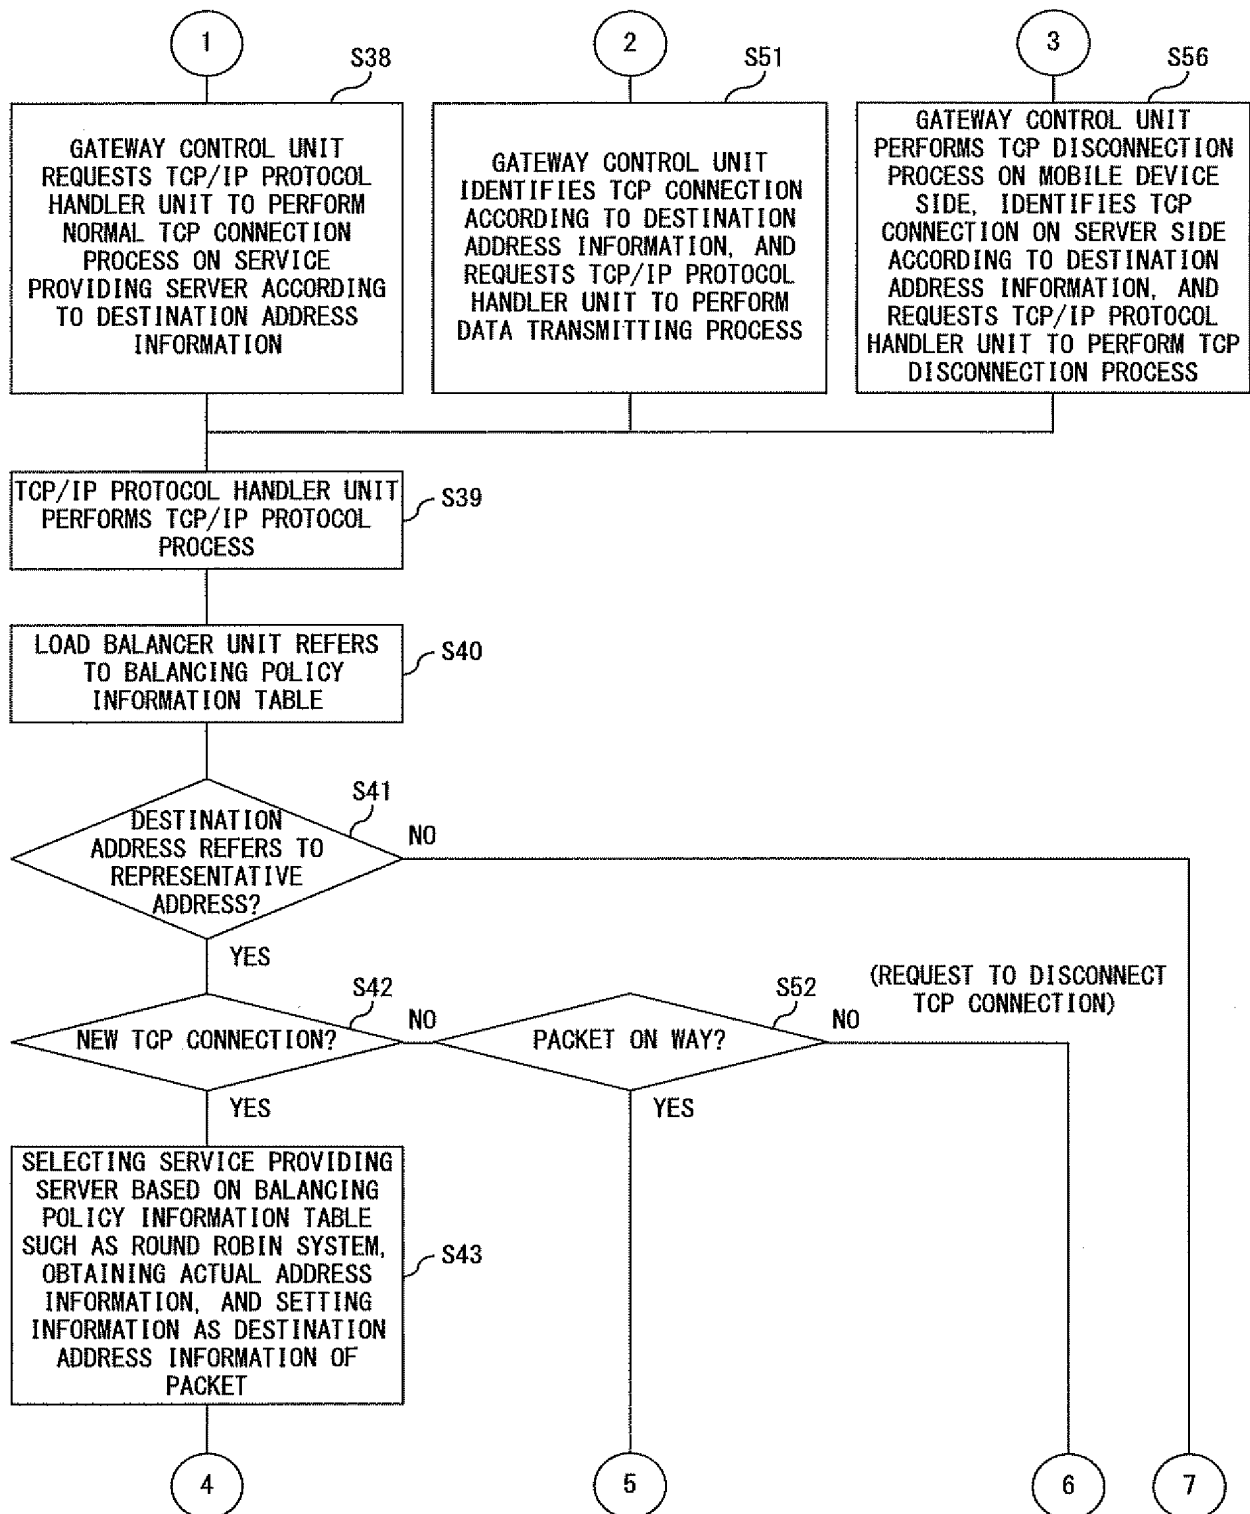 1
2
3
S38
S51
S56
GATEWAY CONTROL UNIT
REQUESTS TCP/IP PROTOCOL
HANDLER UNIT TO PERFORM
NORMAL TCP CONNECTION
PROCESS ON SERVICE
PROVIDING SERVER ACCORDING
TO DESTINATION ADDRESS
INFORMATION
GATEWAY CONTROL UNIT
IDENTIFIES TCP CONNECTION
ACCORDING TO DESTINATION
ADDRESS INFORMATION, AND
REQUESTS TCP/IP PROTOCOL
HANDLER UNIT TO PERFORM
DATA TRANSMITTING PROCESS
GATEWAY CONTROL UNIT
PERFORMS TCP DISCONNECTION
PROCESS ON MOBILE DEVICE
SIDE, IDENTIFIES TCP
CONNECTION ON SERVER SIDE
ACCORDING TO DESTINATION
ADDRESS INFORMATION, AND
REQUESTS TCP/IP PROTOCOL
HANDLER UNIT TO PERFORM TCP
DISCONNECTION PROCESS
TCP/IP PROTOCOL HANDLER UNIT
PERFORMS TCP/IP PROTOCOL
PROCESS
S39
LOAD BALANCER UNIT REFERS
TO BALANCING POLICY
INFORMATION TABLE
S40
S41
DESTINATION
ADDRESS REFERS TO
REPRESENTATIVE
ADDRESS?
NO
YES
S42
NEW TCP CONNECTION?
NO
YES
S52
PACKET ON WAY?
NO
YES
(REQUEST TO DISCONNECT
TCP CONNECTION)
SELECTING SERVICE PROVIDING
SERVER BASED ON BALANCING
POLICY INFORMATION TABLE
SUCH AS ROUND ROBIN SYSTEM,
OBTAINING ACTUAL ADDRESS
INFORMATION, AND SETTING
INFORMATION AS DESTINATION
ADDRESS INFORMATION OF
PACKET
S43
4
5
6
7